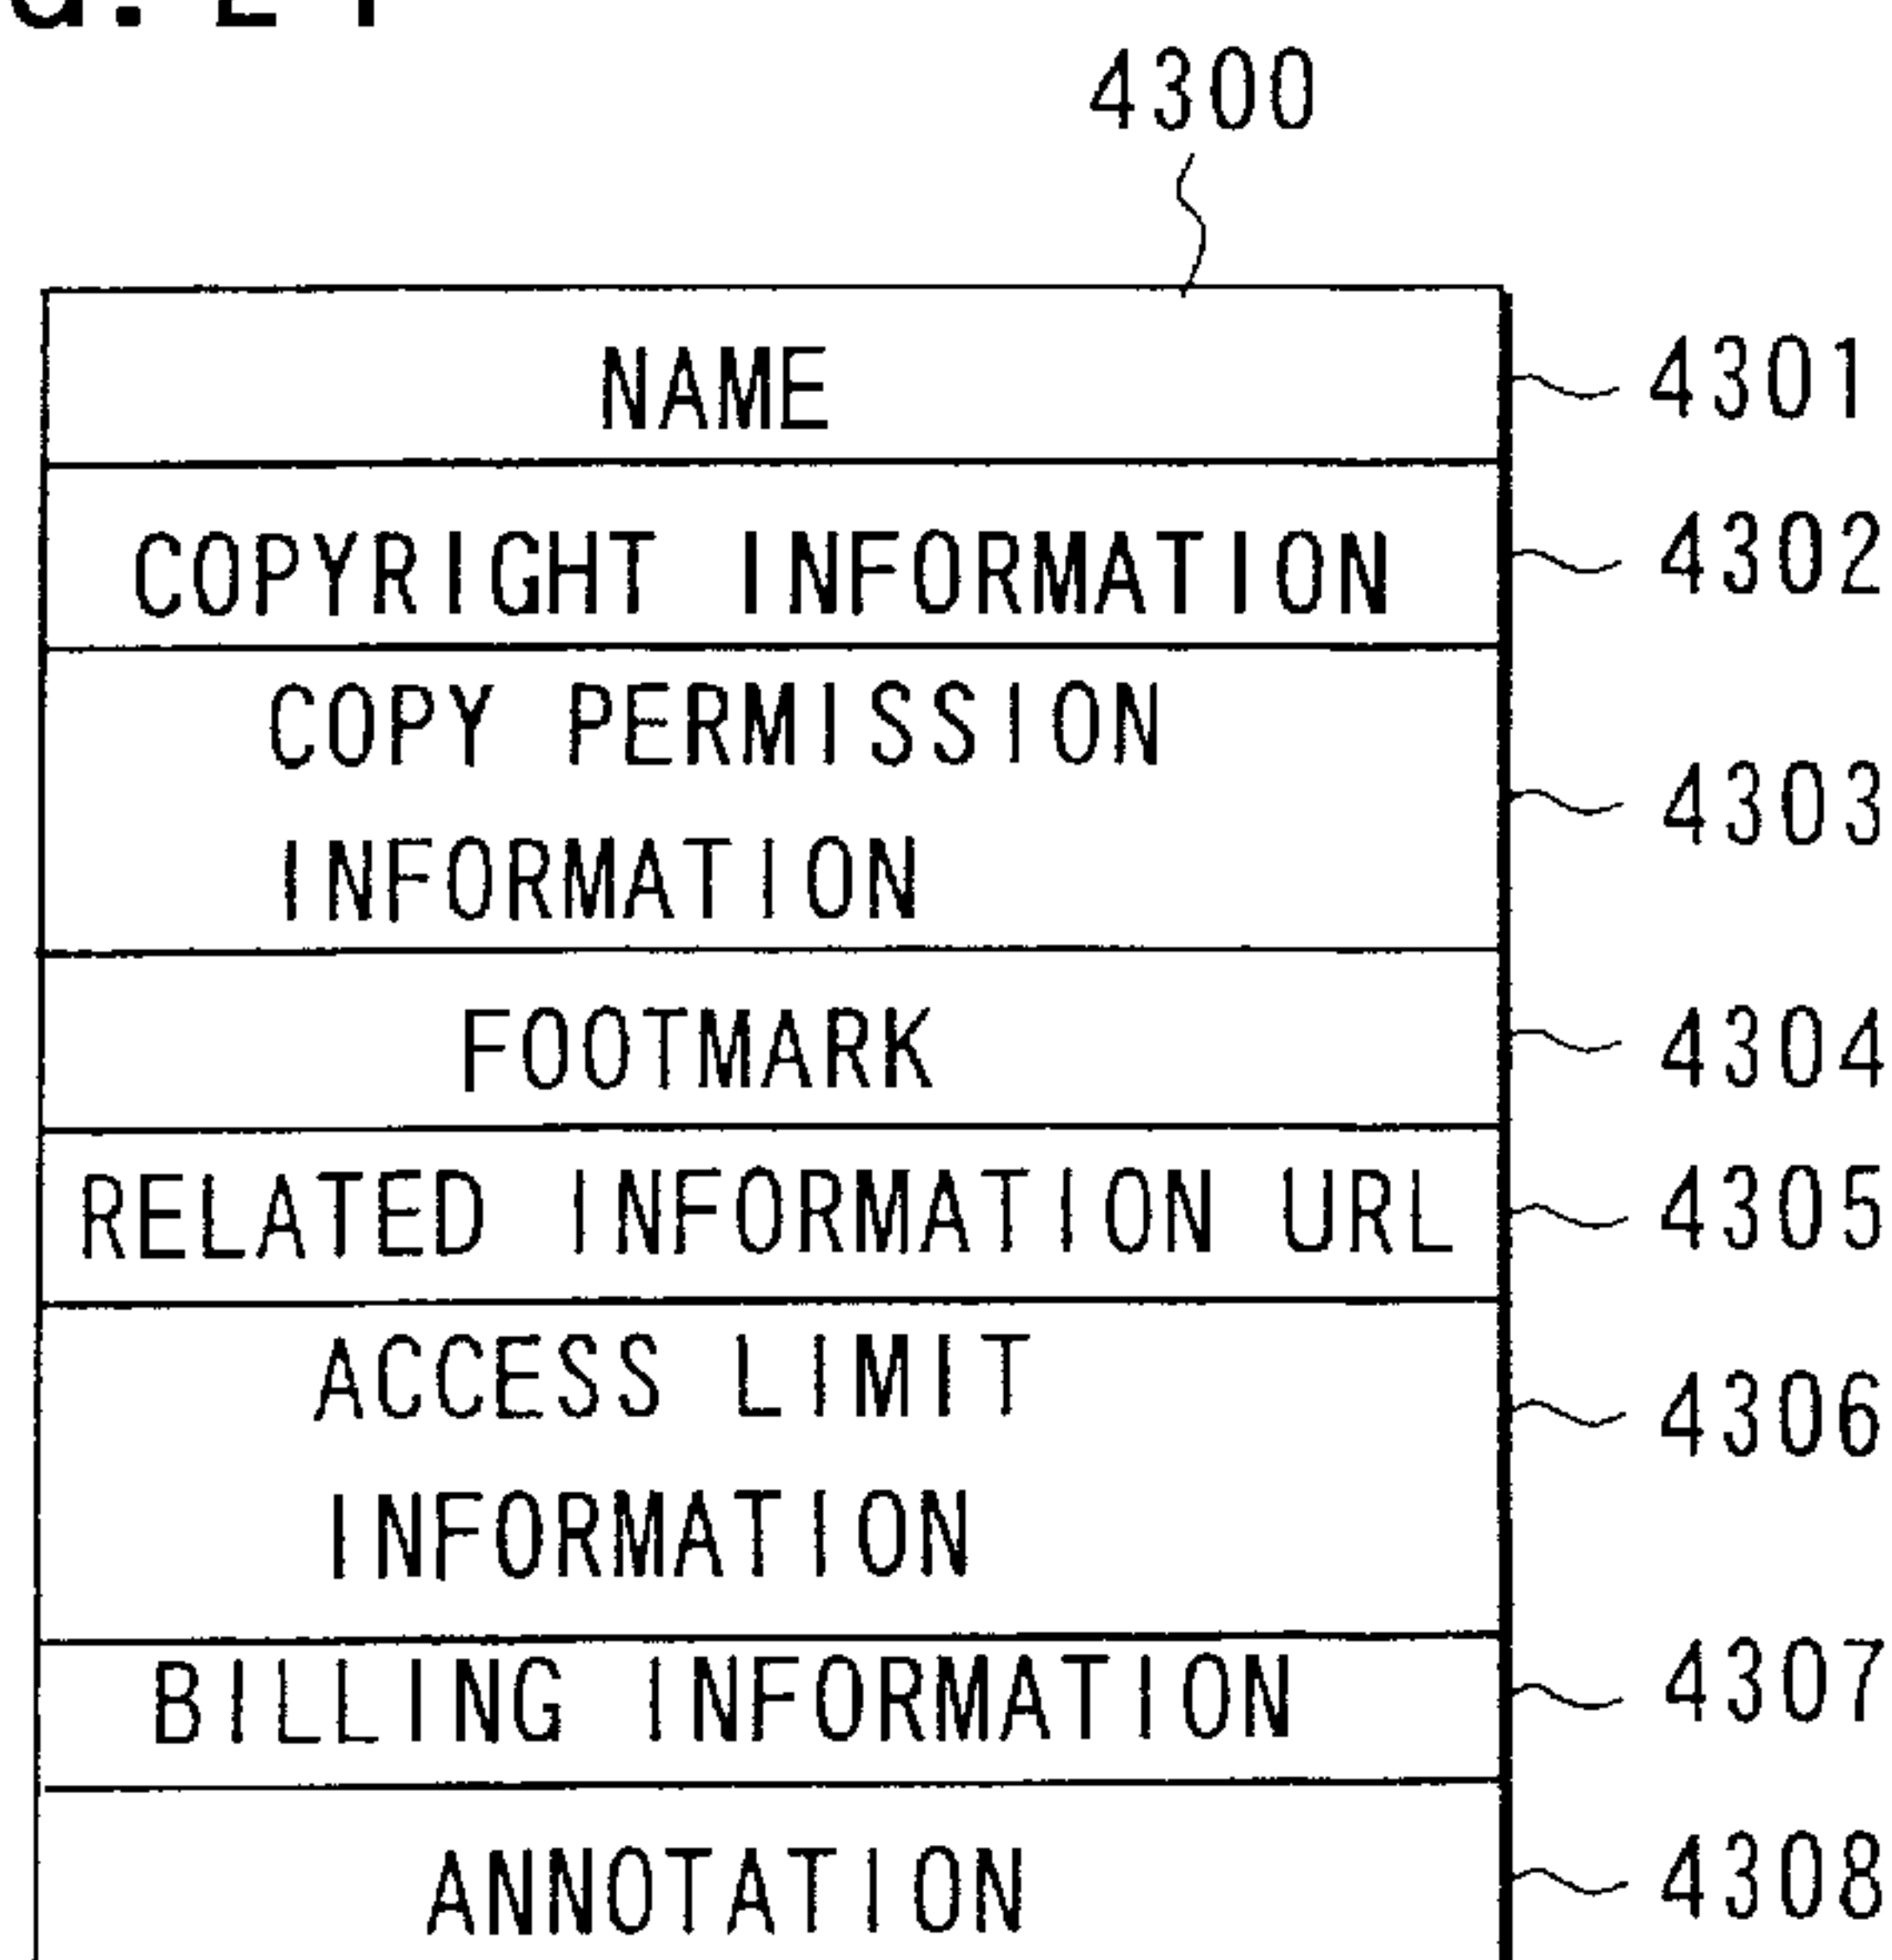 4300
NAME 4301
COPYRIGHT INFORMATION 4302
COPY PERMISSION
INFORMATION 4303
FOOTMARK 4304
RELATED INFORMATION URL 4305
ACCESS LIMIT
INFORMATION 4306
BILLING INFORMATION 4307
ANNOTATION 4308